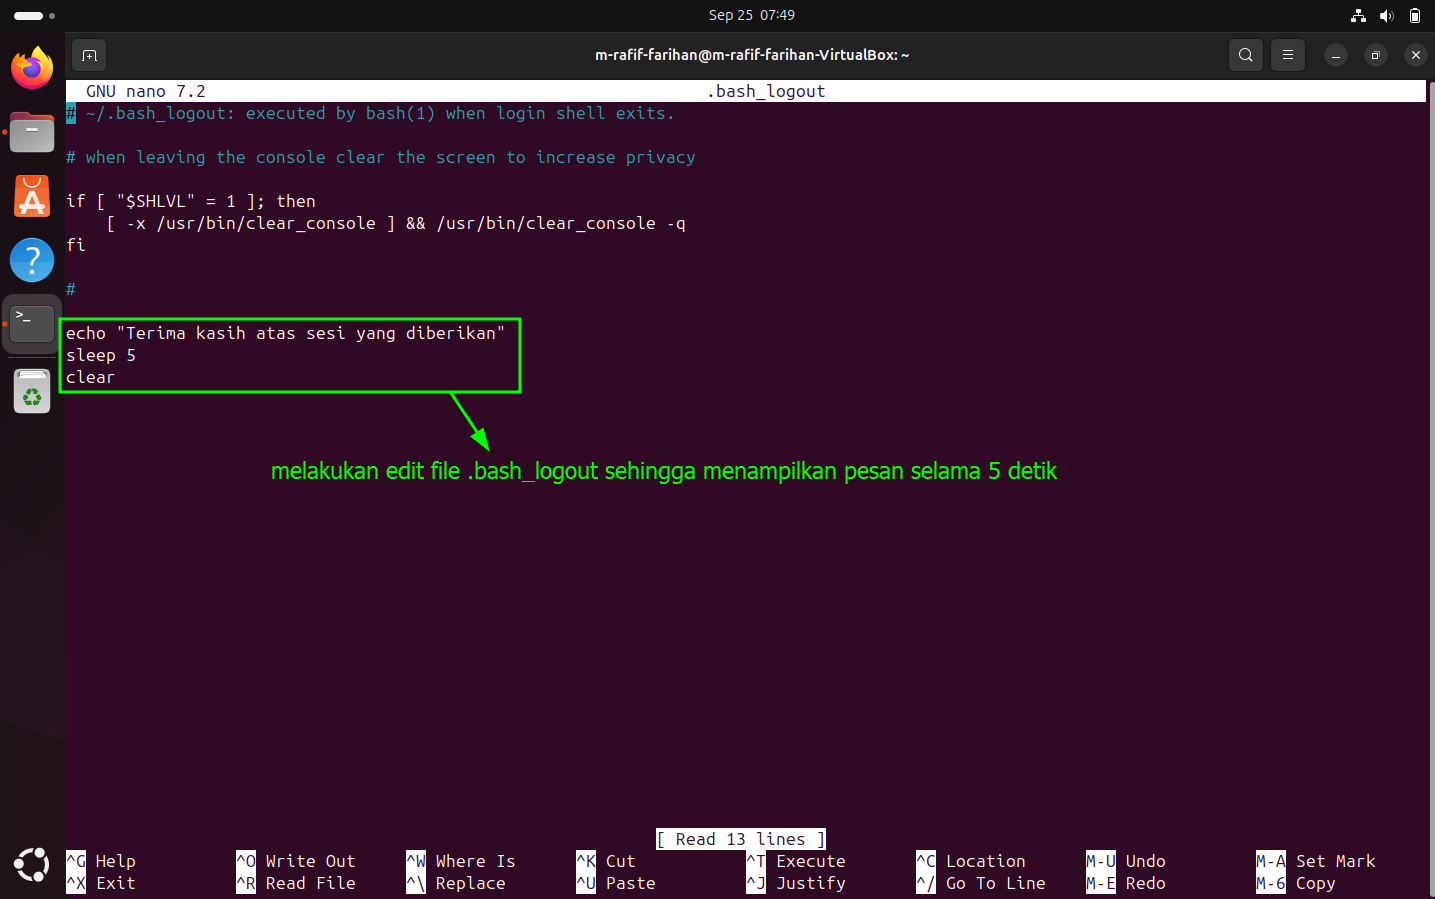 Sep 25 07:49
m-rafif-farihan@m-rafif-farihan-VirtualBox: ~
GNU nano 7.2 .bash_logout
# ~/.bash_logout: executed by bash(1) when login shell exits.
# when leaving the console clear the screen to increase privacy
if [ "$SHLVL" = 1 ]; then
    [ -x /usr/bin/clear_console ] && /usr/bin/clear_console -q
fi
#
echo "Terima kasih atas sesi yang diberikan"
sleep 5
clear
melakukan edit file .bash_logout sehingga menampilkan pesan selama 5 detik
[ Read 13 lines ]
^G Help ^O Write Out ^W Where Is ^K Cut ^T Execute ^C Location M-U Undo M-A Set Mark
^X Exit ^R Read File ^\ Replace ^U Paste ^J Justify ^/ Go To Line M-E Redo M-6 Copy